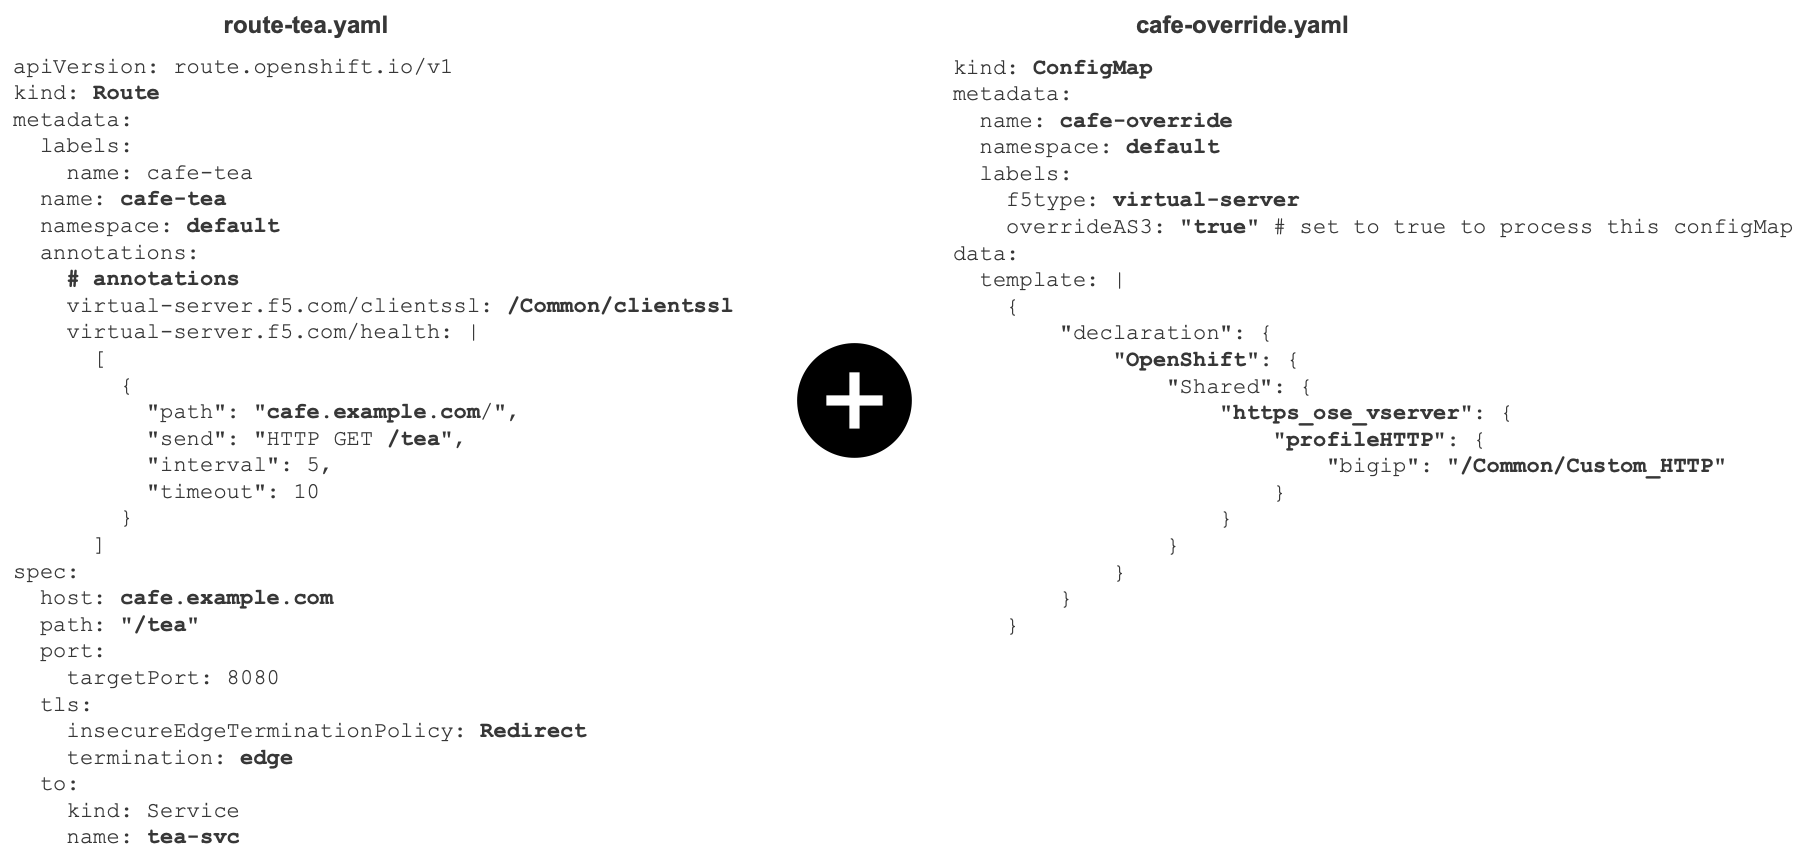 route-tea.yaml
apiVersion: route.openshift.io/v1
kind: Route
metadata:
  labels:
    name: cafe-tea
  name: cafe-tea
  namespace: default
  annotations:
    # annotations
    virtual-server.f5.com/clientssl: /Common/clientssl
    virtual-server.f5.com/health: |
      [
        {
          "path": "cafe.example.com/",
          "send": "HTTP GET /tea",
          "interval": 5,
          "timeout": 10
        }
      ]
spec:
  host: cafe.example.com
  path: "/tea"
  port:
    targetPort: 8080
  tls:
    insecureEdgeTerminationPolicy: Redirect
    termination: edge
  to:
    kind: Service
    name: tea-svc
cafe-override.yaml
kind: ConfigMap
metadata:
  name: cafe-override
  namespace: default
  labels:
    f5type: virtual-server
    overrideAS3: "true" # set to true to process this configMap
data:
  template: |
    {
        "declaration": {
            "OpenShift": {
                "Shared": {
                    "https_ose_vserver": {
                        "profileHTTP": {
                            "bigip": "/Common/Custom_HTTP"
                        }
                    }
                }
            }
        }
    }